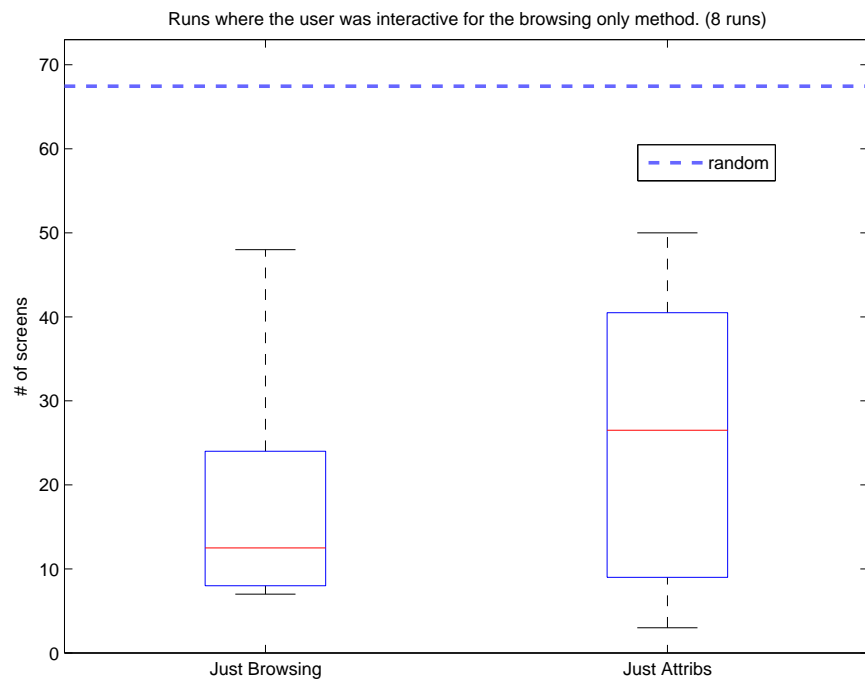 Runs where the user was interactive for the browsing only method. (8 runs)
70
60
random
50
40
# of screens
30
20
10
0
Just Browsing Just Attribs